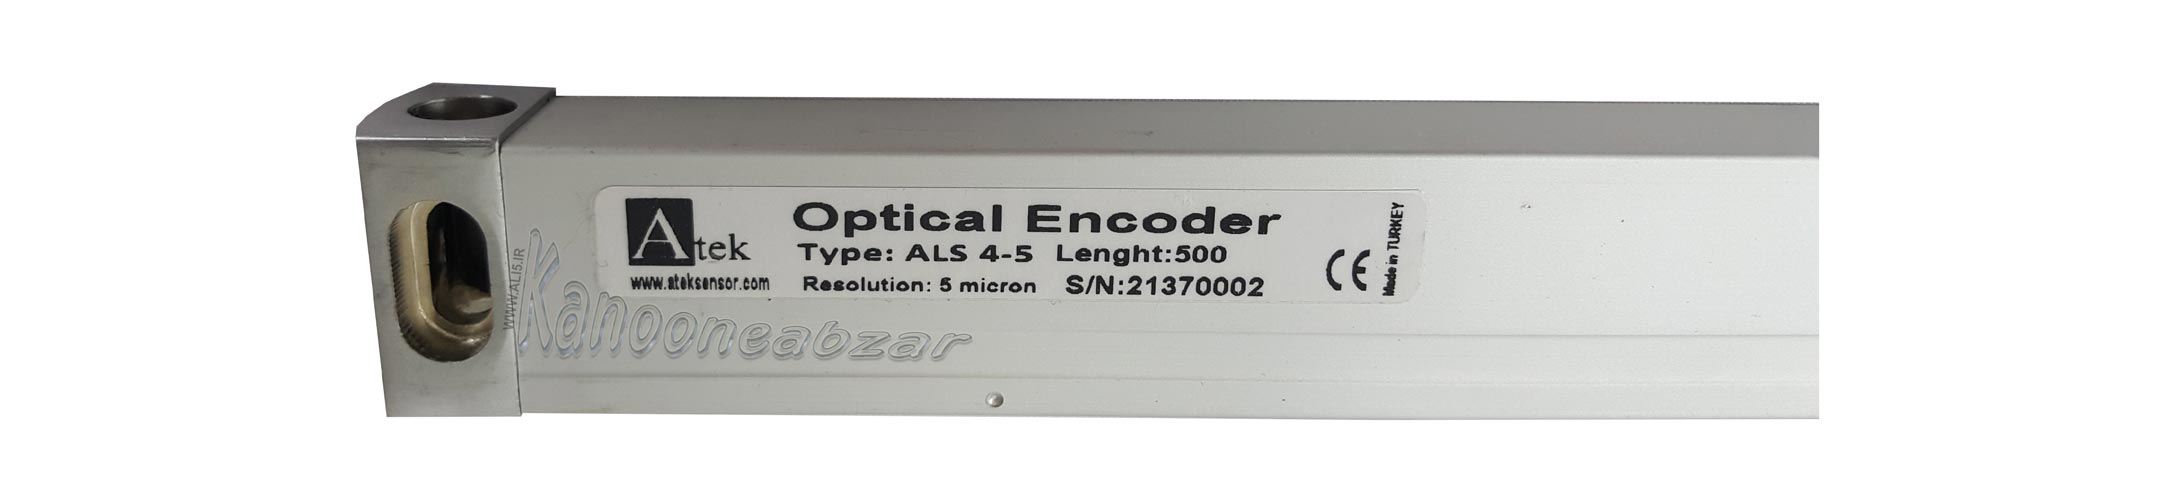 Atek
www.ateksensor.com
Optical Encoder
Type: ALS 4-5 Lenght:500
Resolution: 5 micron S/N:21370002
CE
Made in TURKEY
WWW.ALI5.IR
Kanooneabzar